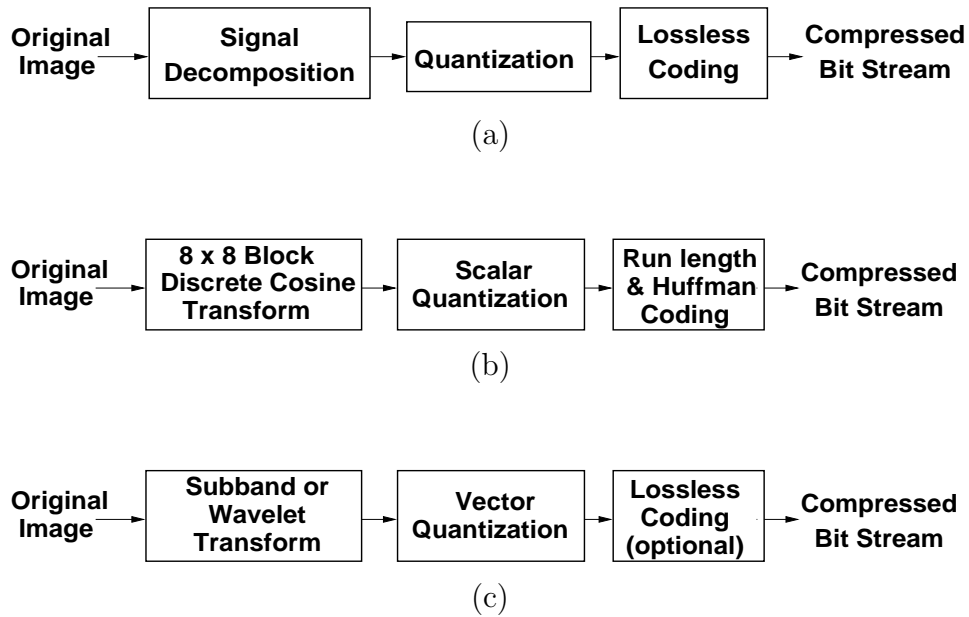 Original
Image
Signal
Decomposition
Quantization
Lossless
Coding
Compressed
Bit Stream
(a)
Original
Image
8 x 8 Block
Discrete Cosine
Transform
Scalar
Quantization
Run length
& Huffman
Coding
Compressed
Bit Stream
(b)
Original
Image
Subband or
Wavelet
Transform
Vector
Quantization
Lossless
Coding
(optional)
Compressed
Bit Stream
(c)